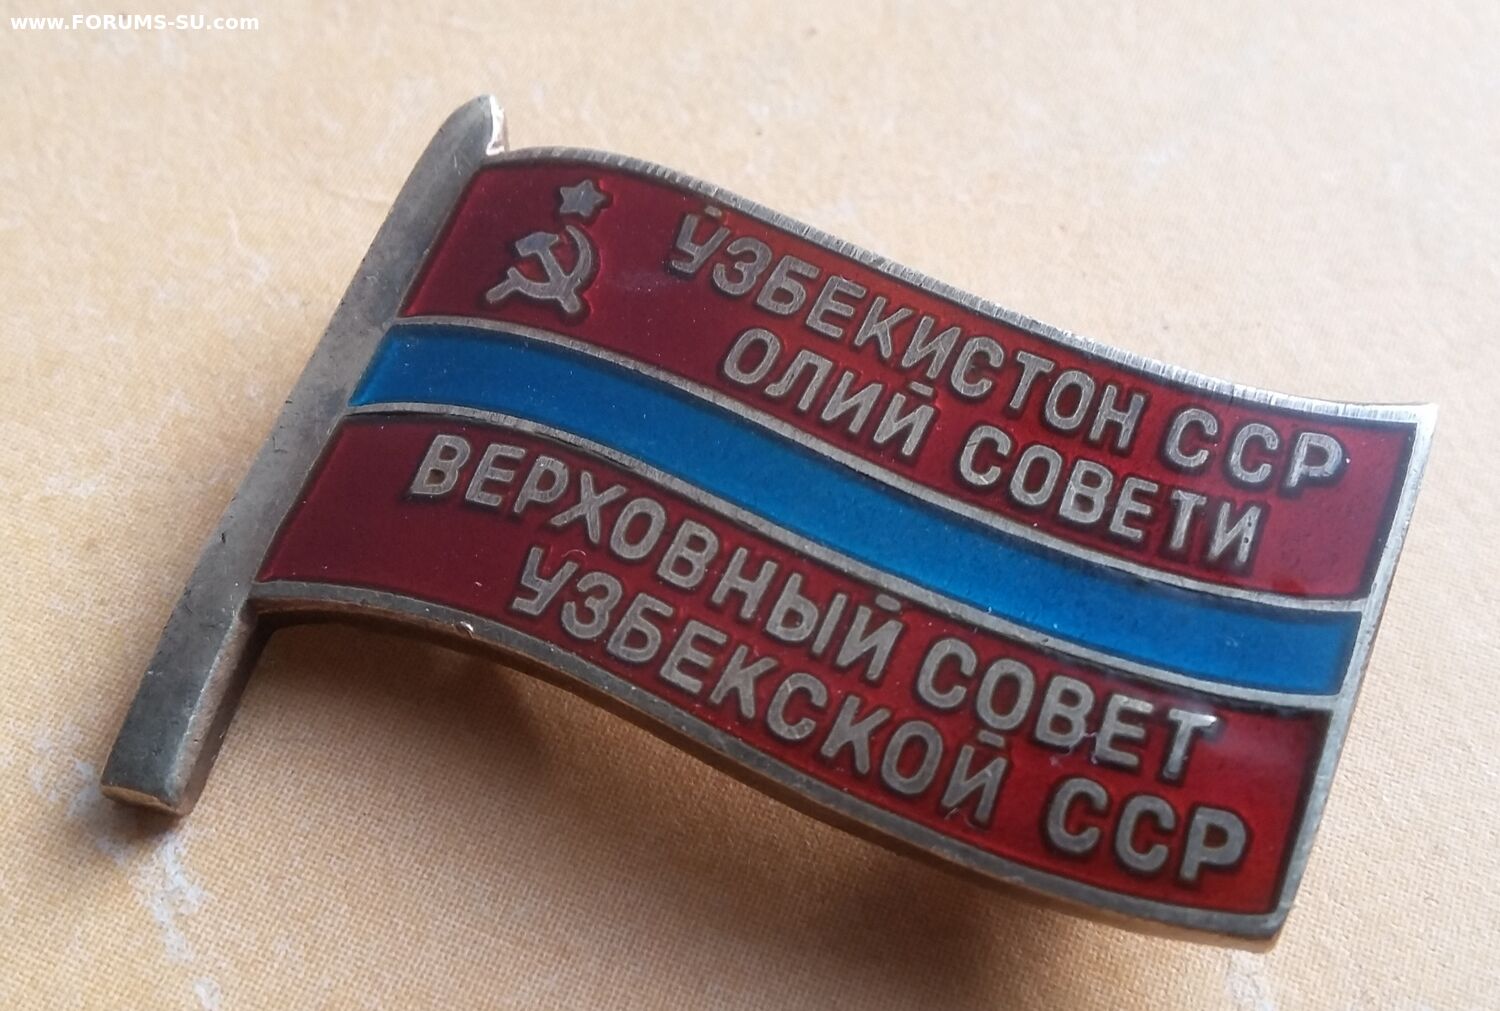 www.FORUMS-SU.com
ЎЗБЕКИСТОН ССР
ОЛИЙ СОВЕТИ
ВЕРХОВНЫЙ СОВЕТ
УЗБЕКСКОЙ ССР